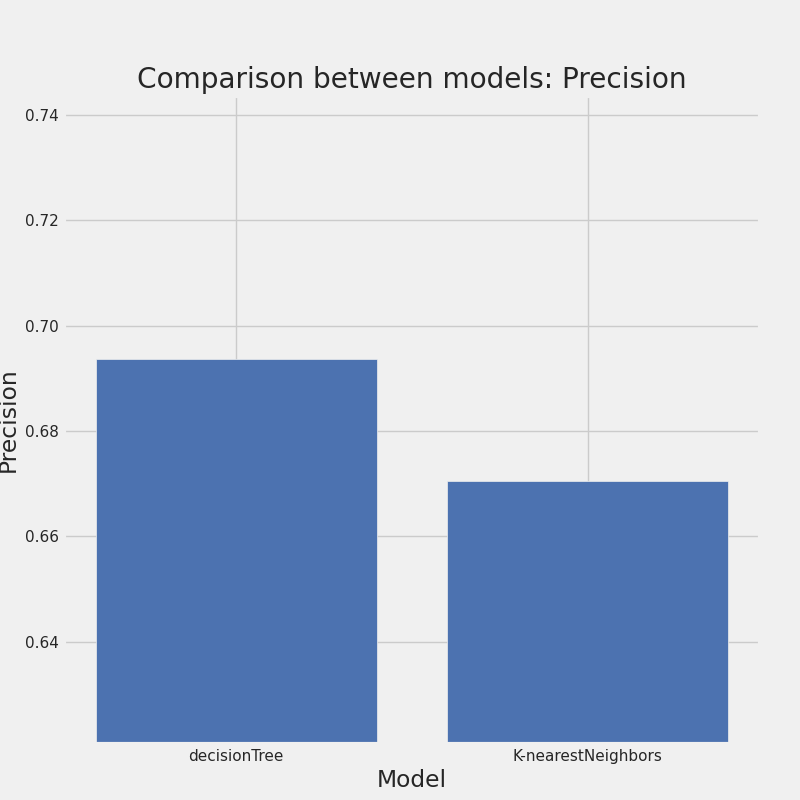 Comparison between models: Precision
0.74
0.72
0.70
0.68
0.66
0.64
Precision
decisionTree
K-nearestNeighbors
Model